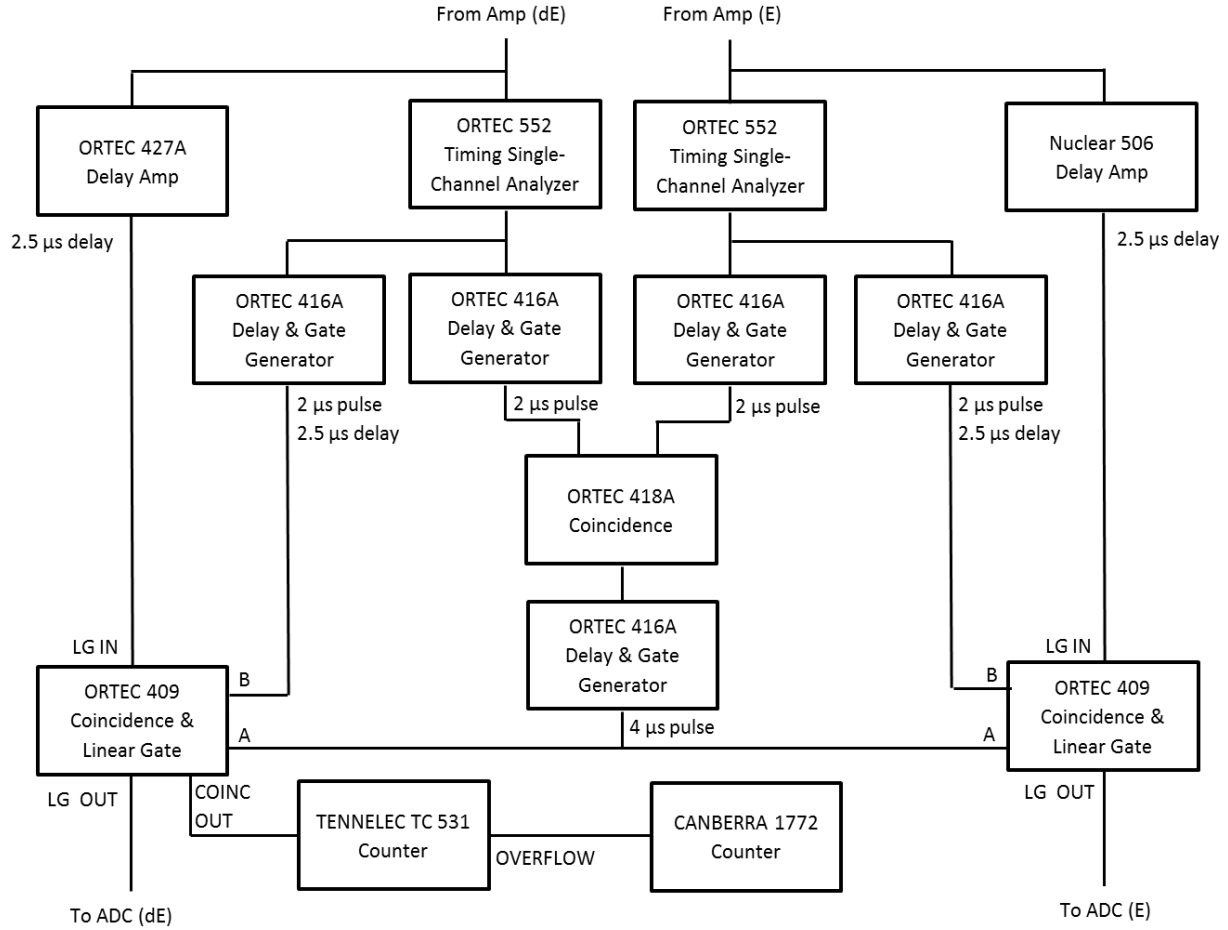 From Amp (dE)
From Amp (E)
ORTEC 427A
Delay Amp
ORTEC 552
Timing Single-
Channel Analyzer
ORTEC 552
Timing Single-
Channel Analyzer
Nuclear 506
Delay Amp
2.5 µs delay
2.5 µs delay
ORTEC 416A
Delay & Gate
Generator
ORTEC 416A
Delay & Gate
Generator
ORTEC 416A
Delay & Gate
Generator
ORTEC 416A
Delay & Gate
Generator
2 µs pulse
2.5 µs delay
2 µs pulse
2 µs pulse
2 µs pulse
2.5 µs delay
ORTEC 418A
Coincidence
ORTEC 416A
Delay & Gate
Generator
4 µs pulse
LG IN
ORTEC 409
Coincidence &
Linear Gate
B
A
LG IN
B
A
ORTEC 409
Coincidence &
Linear Gate
LG OUT
COINC
OUT
TENNELEC TC 531
Counter
OVERFLOW
CANBERRA 1772
Counter
LG OUT
To ADC (dE)
To ADC (E)